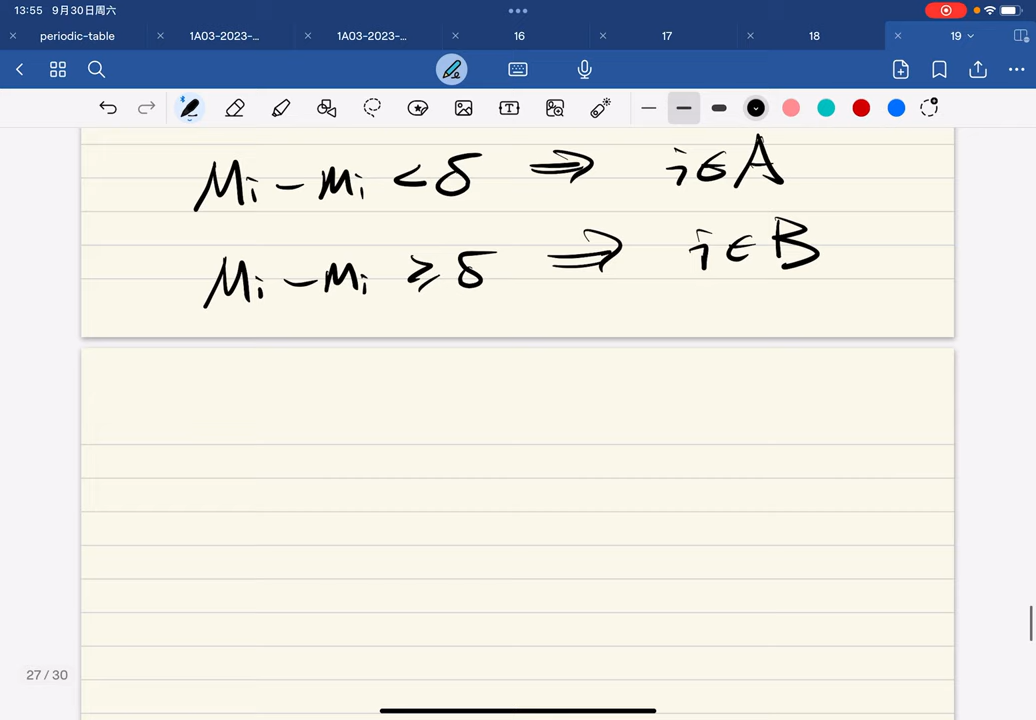 13:55 9月30日周六
periodic-table 1A03-2023-... 1A03-2023-... 16 17 18 19
Mi - mi < δ ⇒ i ∈ A
Mi - mi ≥ δ ⇒ i ∈ B
27 / 30